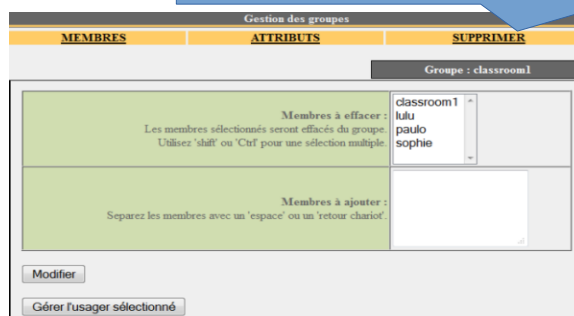 Gestion des groupes
MEMBRES ATTRIBUTS SUPPRIMER
Groupe : classroom1
Membres à effacer :
Les membres sélectionnés seront effacés du groupe.
Utilisez 'shift' ou 'Ctrl' pour une sélection multiple.
classroom1
lulu
paulo
sophie
Membres à ajouter :
Separez les membres avec un 'espace' ou un 'retour chariot'.
Modifier
Gérer l'usager sélectionné